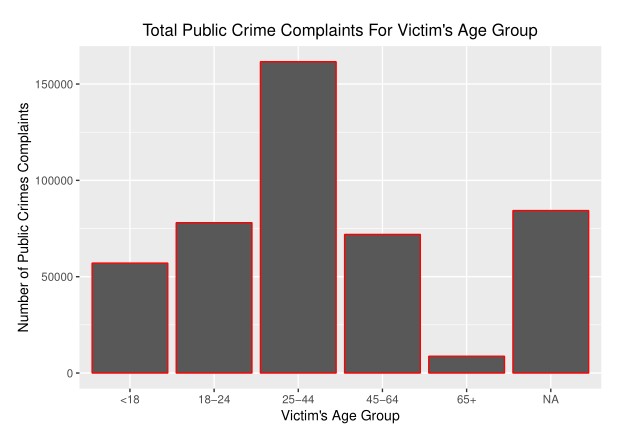 Total Public Crime Complaints For Victim's Age Group
Number of Public Crimes Complaints
150000
100000
50000
0
<18 18–24 25–44 45–64 65+ NA
Victim's Age Group